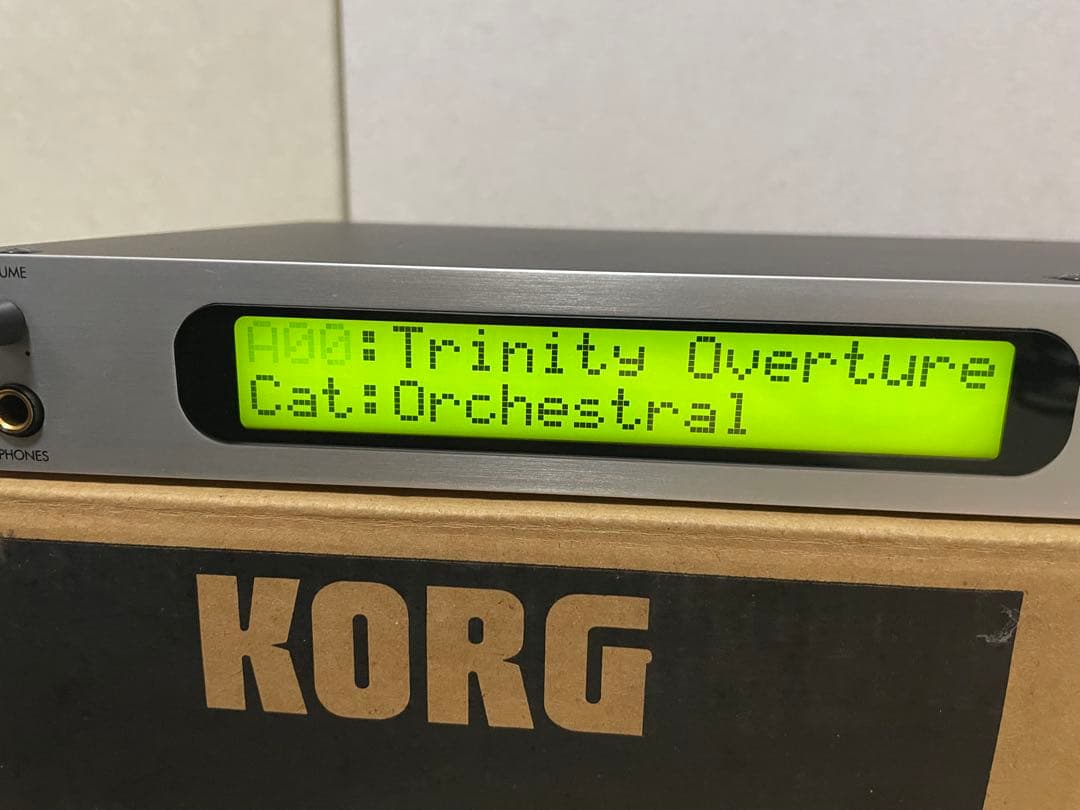 UME
A00:Trinity Overture
Cat:Orchestral
PHONES
KORG